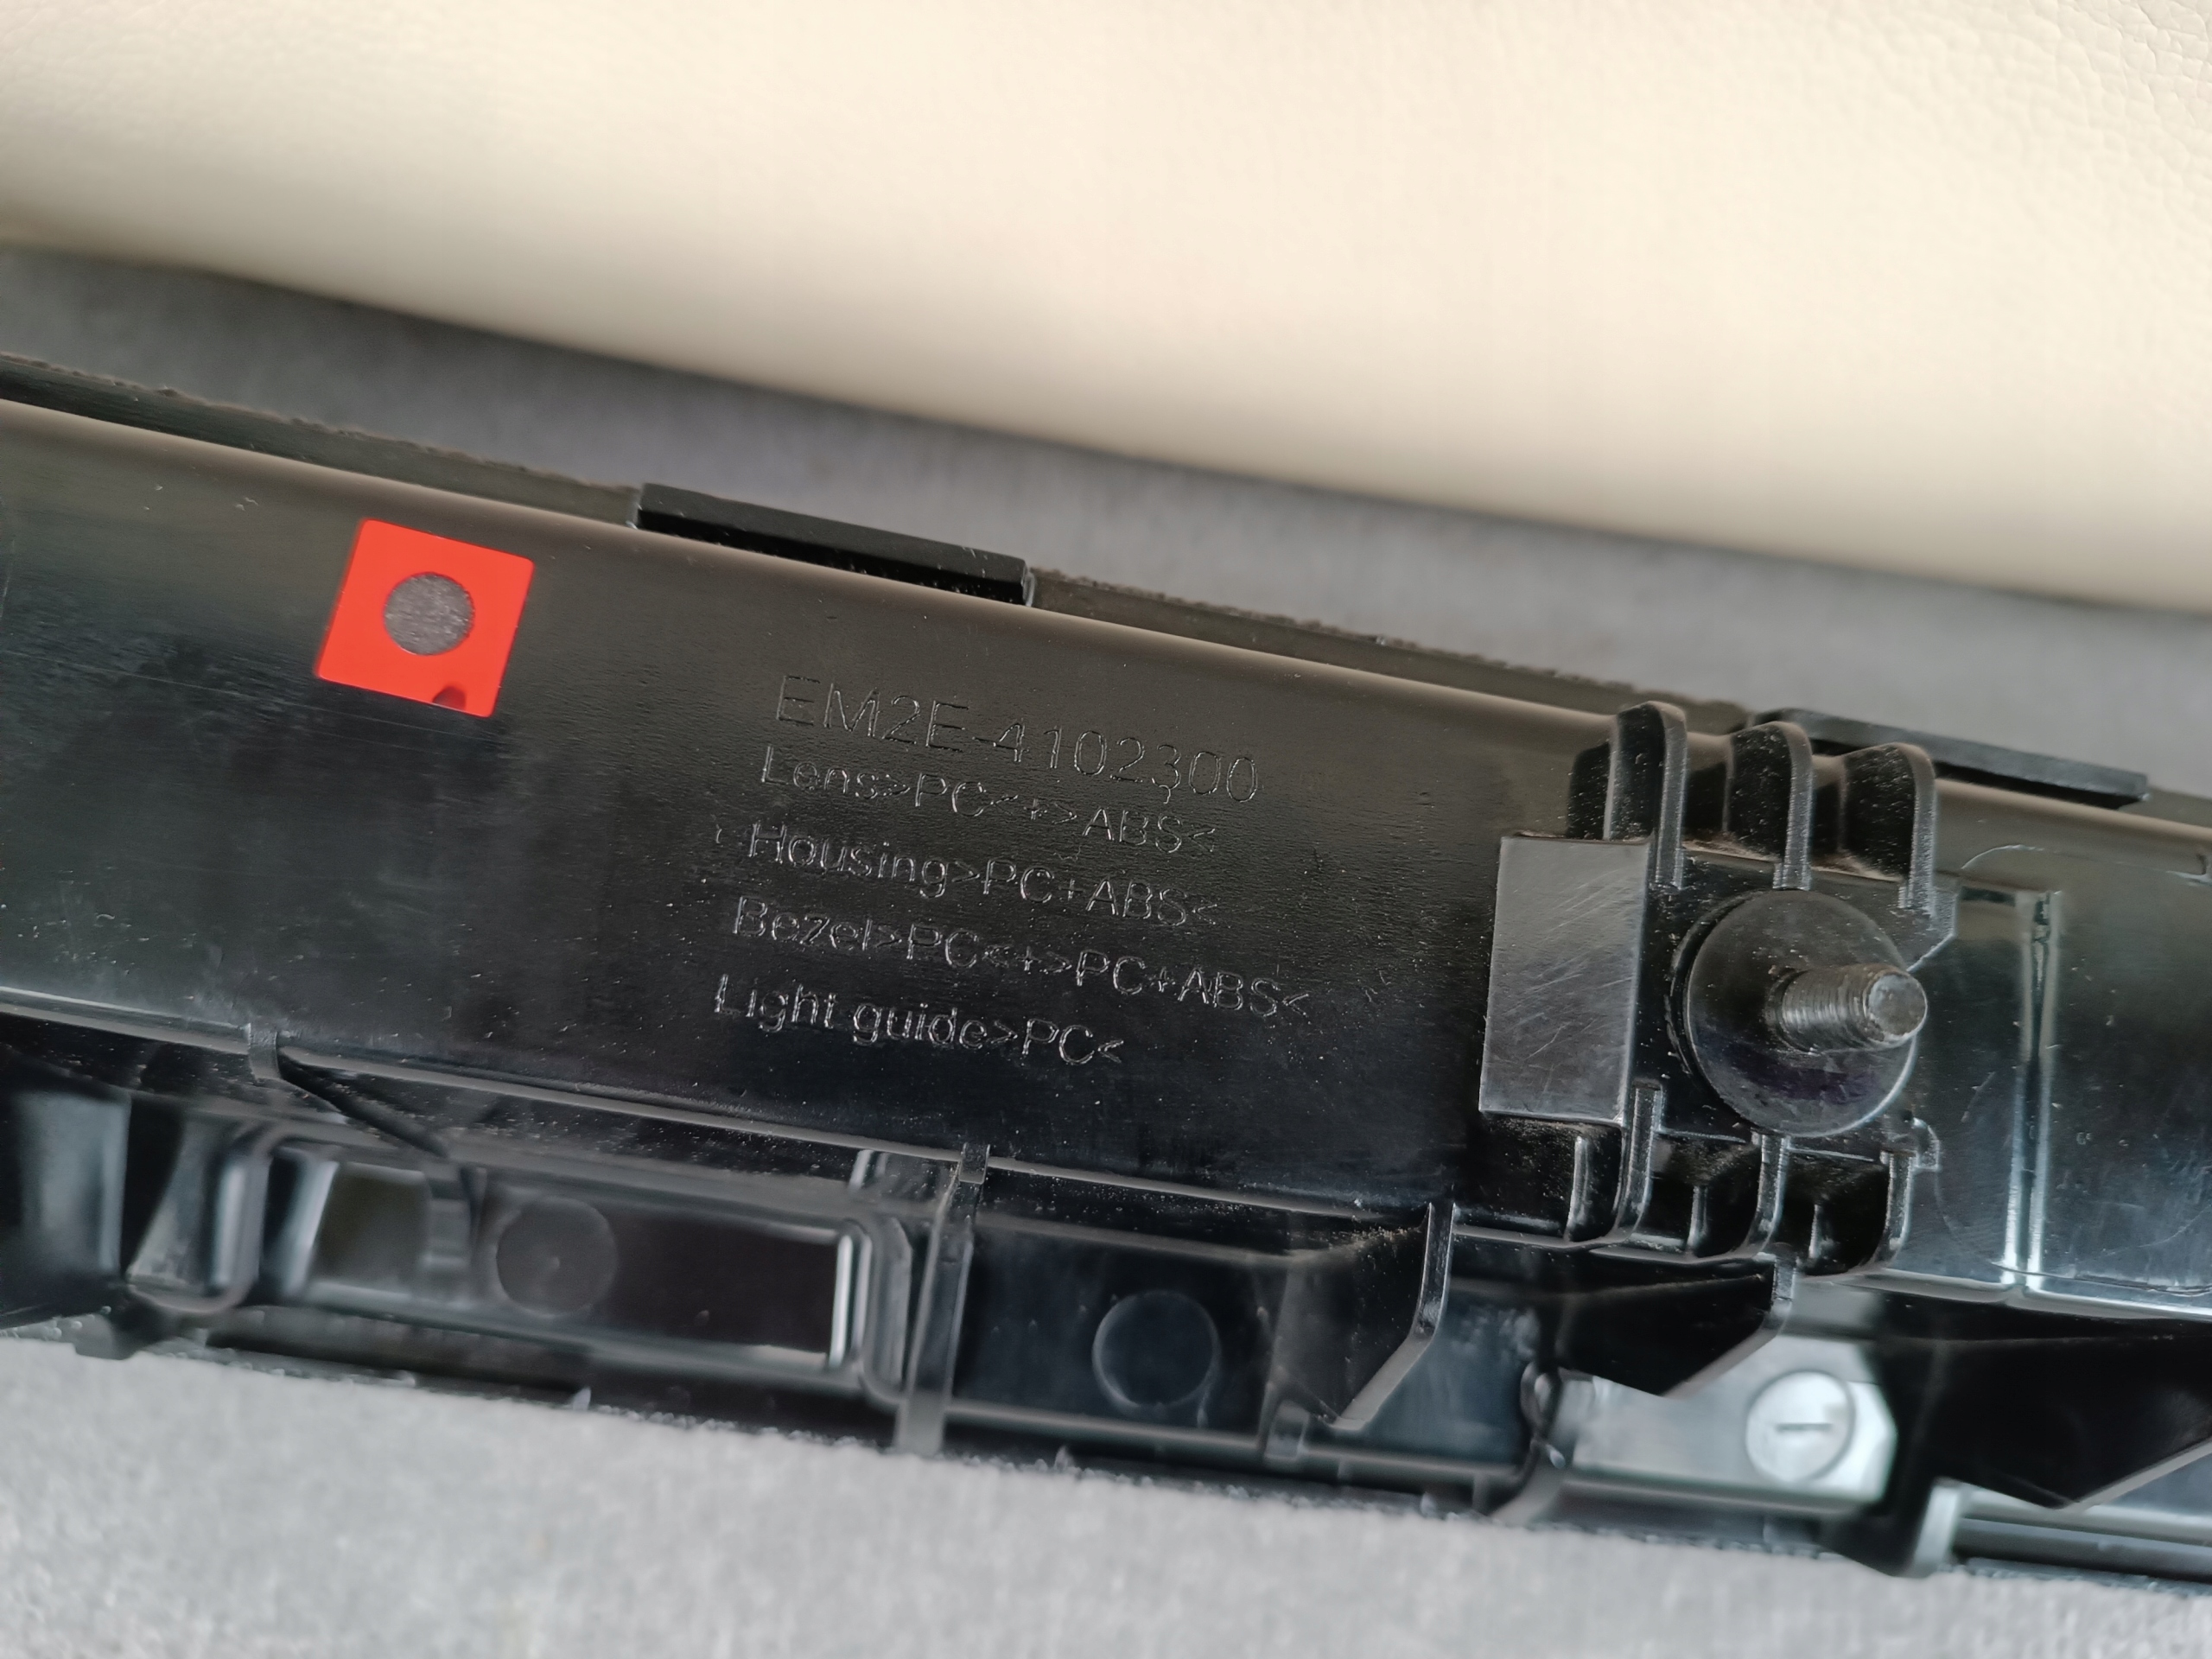 EM2E-4102300
Lens>PC<+>ABS<
Housing>PC+ABS<
Bezel>PC<+>PC+ABS<
Light guide>PC<